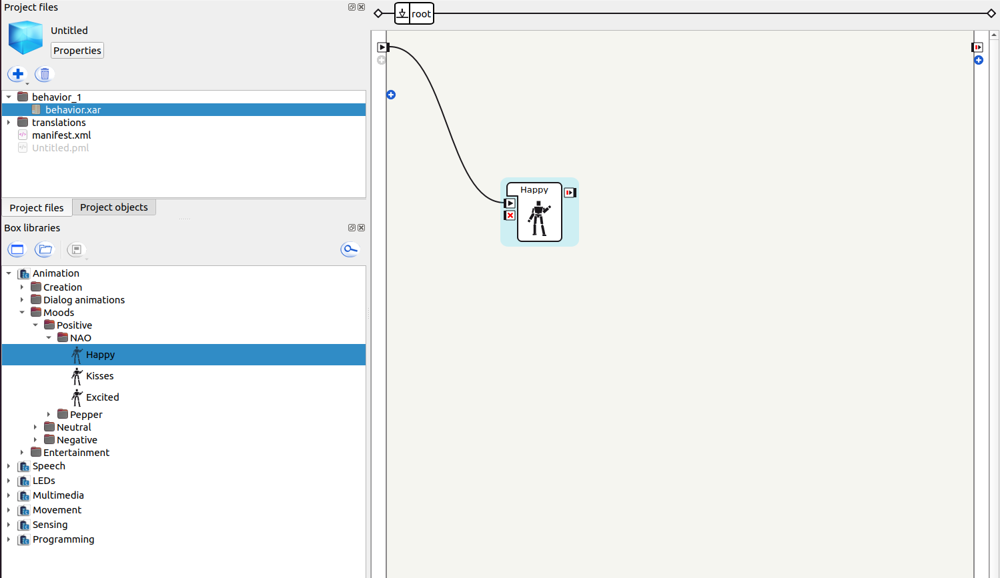 Project files
Untitled
Properties
behavior_1
behavior.xar
translations
manifest.xml
Untitled.pml
Project files
Project objects
Box libraries
Animation
Creation
Dialog animations
Moods
Positive
NAO
Happy
Kisses
Excited
Pepper
Neutral
Negative
Entertainment
Speech
LEDs
Multimedia
Movement
Sensing
Programming
root
Happy